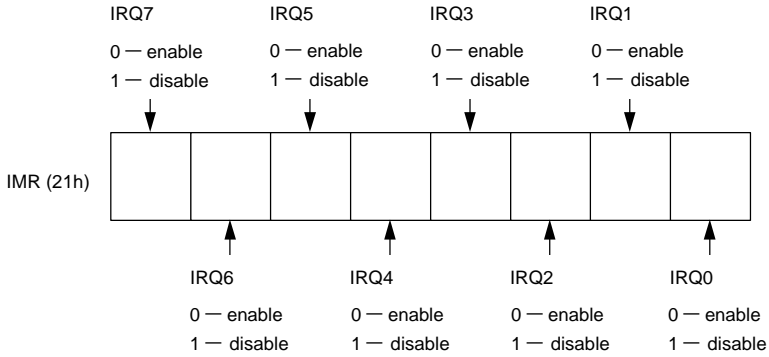 IRQ7 IRQ5 IRQ3 IRQ1
0 — enable 0 — enable 0 — enable 0 — enable
1 — disable 1 — disable 1 — disable 1 — disable
IMR (21h)
IRQ6 IRQ4 IRQ2 IRQ0
0 — enable 0 — enable 0 — enable 0 — enable
1 — disable 1 — disable 1 — disable 1 — disable